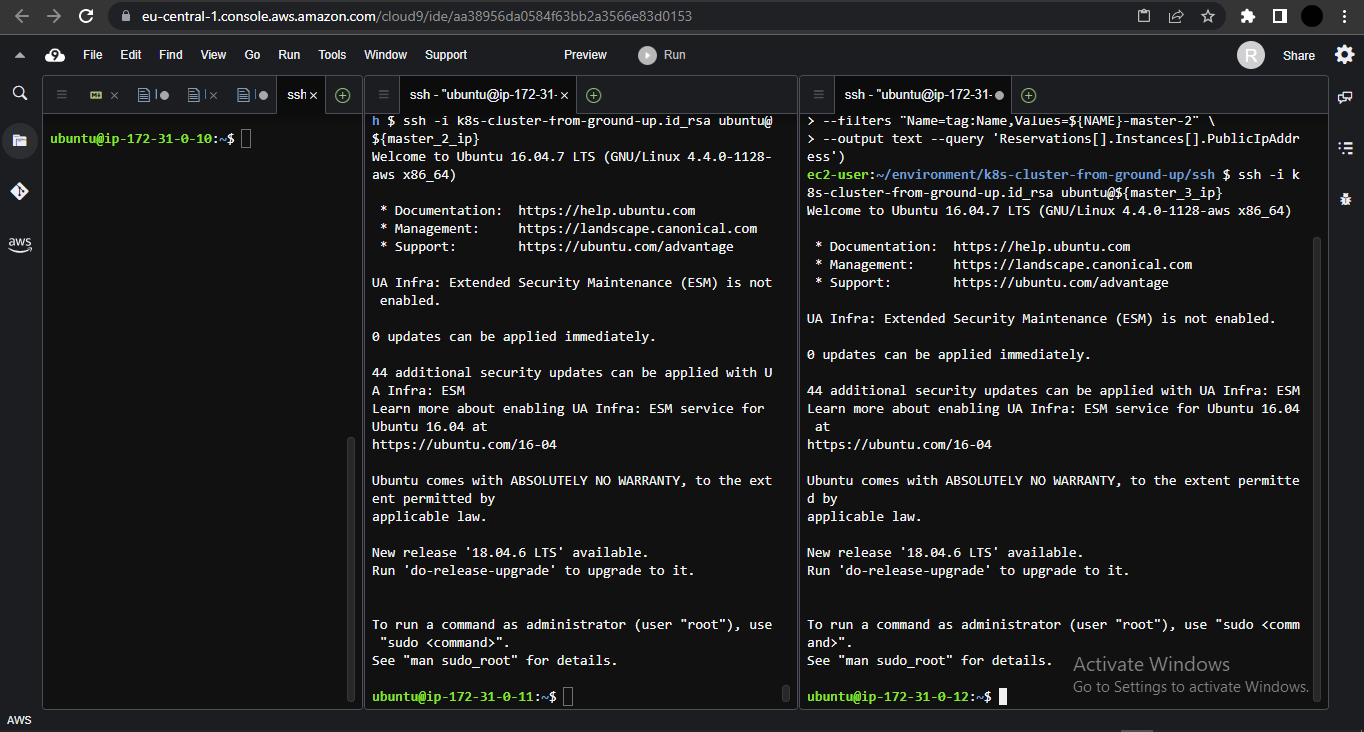 eu-central-1.console.aws.amazon.com/cloud9/ide/aa38956da0584f63bb2a3566e83d0153
9 File Edit Find View Go Run Tools Window Support Preview Run R Share
ssh ×
ssh - "ubuntu@ip-172-31- ×
ssh - "ubuntu@ip-172-31-
aws
ubuntu@ip-172-31-0-10:~$
h $ ssh -i k8s-cluster-from-ground-up.id_rsa ubuntu@
${master_2_ip}
Welcome to Ubuntu 16.04.7 LTS (GNU/Linux 4.4.0-1128-
aws x86_64)
* Documentation:  https://help.ubuntu.com
* Management:     https://landscape.canonical.com
* Support:        https://ubuntu.com/advantage
UA Infra: Extended Security Maintenance (ESM) is not
enabled.
0 updates can be applied immediately.
44 additional security updates can be applied with U
A Infra: ESM
Learn more about enabling UA Infra: ESM service for
Ubuntu 16.04 at
https://ubuntu.com/16-04
Ubuntu comes with ABSOLUTELY NO WARRANTY, to the ext
ent permitted by
applicable law.
New release '18.04.6 LTS' available.
Run 'do-release-upgrade' to upgrade to it.
To run a command as administrator (user "root"), use
"sudo <command>".
See "man sudo_root" for details.
ubuntu@ip-172-31-0-11:~$
> --filters "Name=tag:Name,Values=${NAME}-master-2" \
> --output text --query 'Reservations[].Instances[].PublicIpAddr
ess')
ec2-user:~/environment/k8s-cluster-from-ground-up/ssh $ ssh -i k
8s-cluster-from-ground-up.id_rsa ubuntu@${master_3_ip}
Welcome to Ubuntu 16.04.7 LTS (GNU/Linux 4.4.0-1128-aws x86_64)
* Documentation:  https://help.ubuntu.com
* Management:     https://landscape.canonical.com
* Support:        https://ubuntu.com/advantage
UA Infra: Extended Security Maintenance (ESM) is not enabled.
0 updates can be applied immediately.
44 additional security updates can be applied with UA Infra: ESM
Learn more about enabling UA Infra: ESM service for Ubuntu 16.04
at
https://ubuntu.com/16-04
Ubuntu comes with ABSOLUTELY NO WARRANTY, to the extent permitte
d by
applicable law.
New release '18.04.6 LTS' available.
Run 'do-release-upgrade' to upgrade to it.
To run a command as administrator (user "root"), use "sudo <comm
and>".
See "man sudo_root" for details.
ubuntu@ip-172-31-0-12:~$
Activate Windows
Go to Settings to activate Windows.
AWS